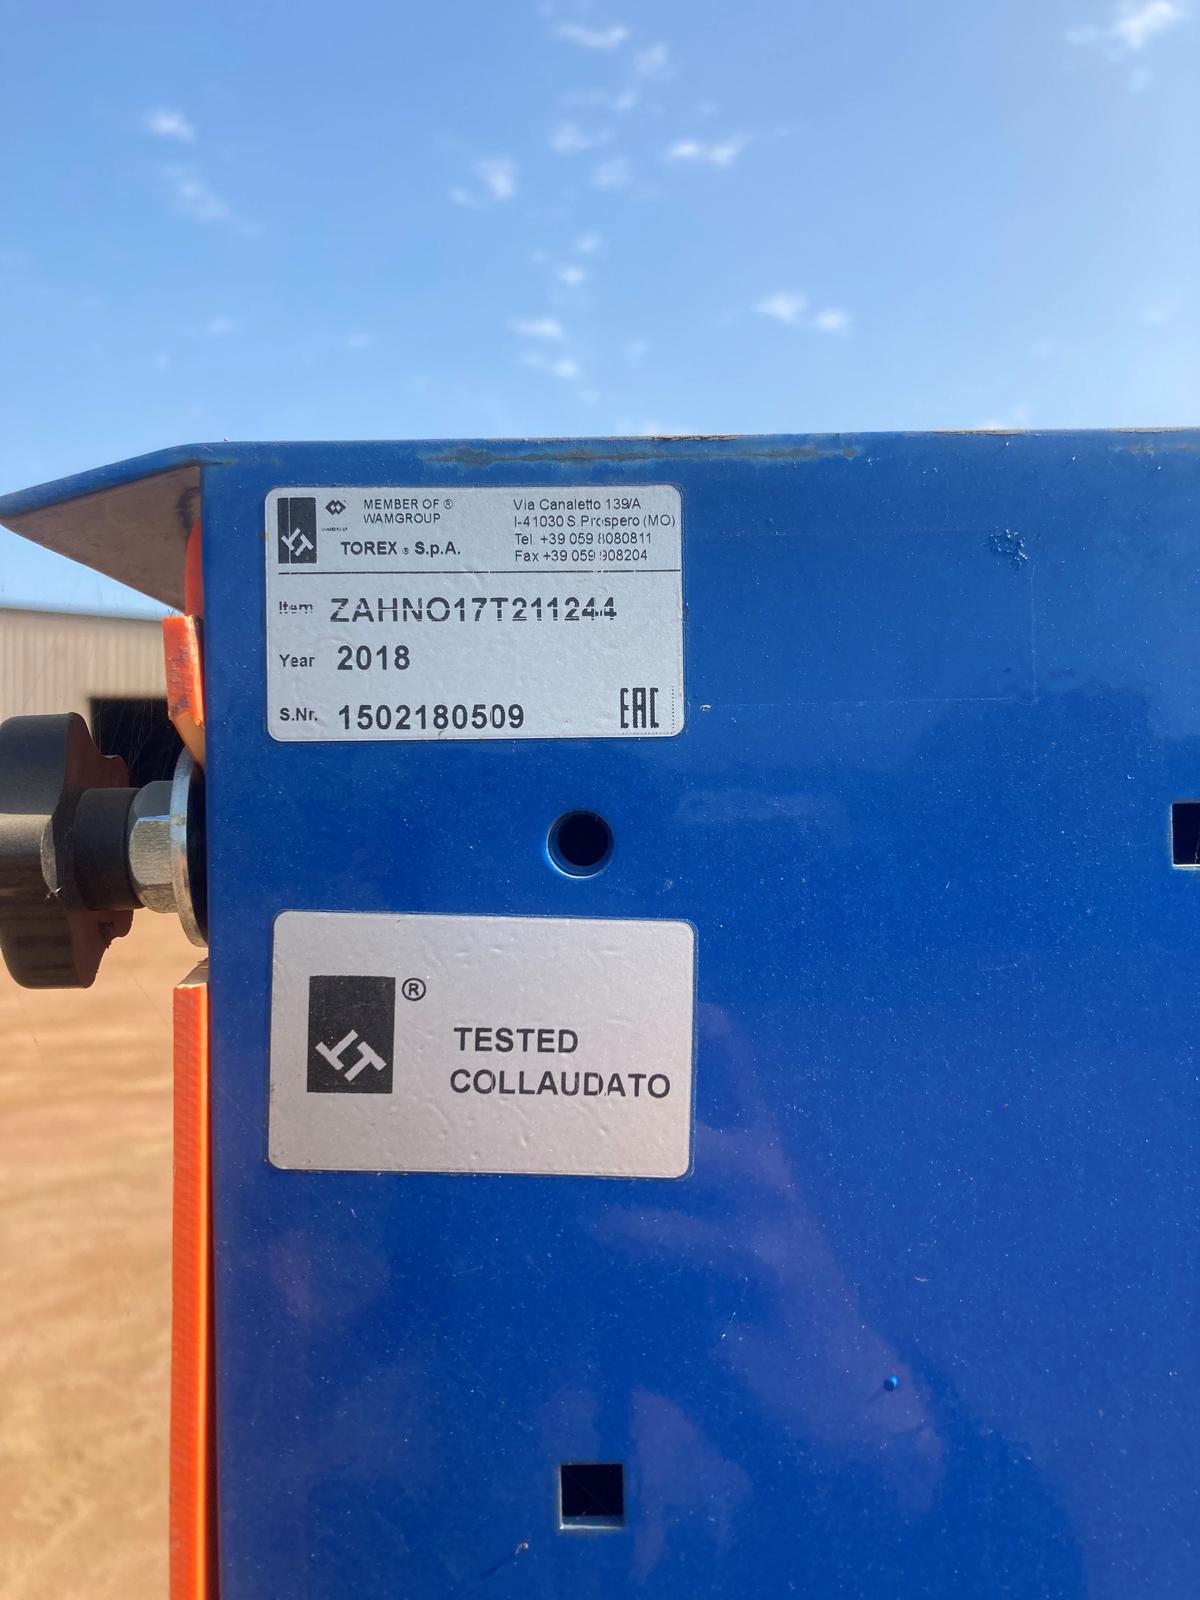 MEMBER OF ®
WAMGROUP
TOREX ® S.p.A.
Via Canaletto 139/A
I-41030 S.Prospero (MO)
Tel. +39 059 8080811
Fax +39 059 908204
Item ZAHNO17T211244
Year 2018
S.Nr. 1502180509
EAC
®
TESTED
COLLAUDATO